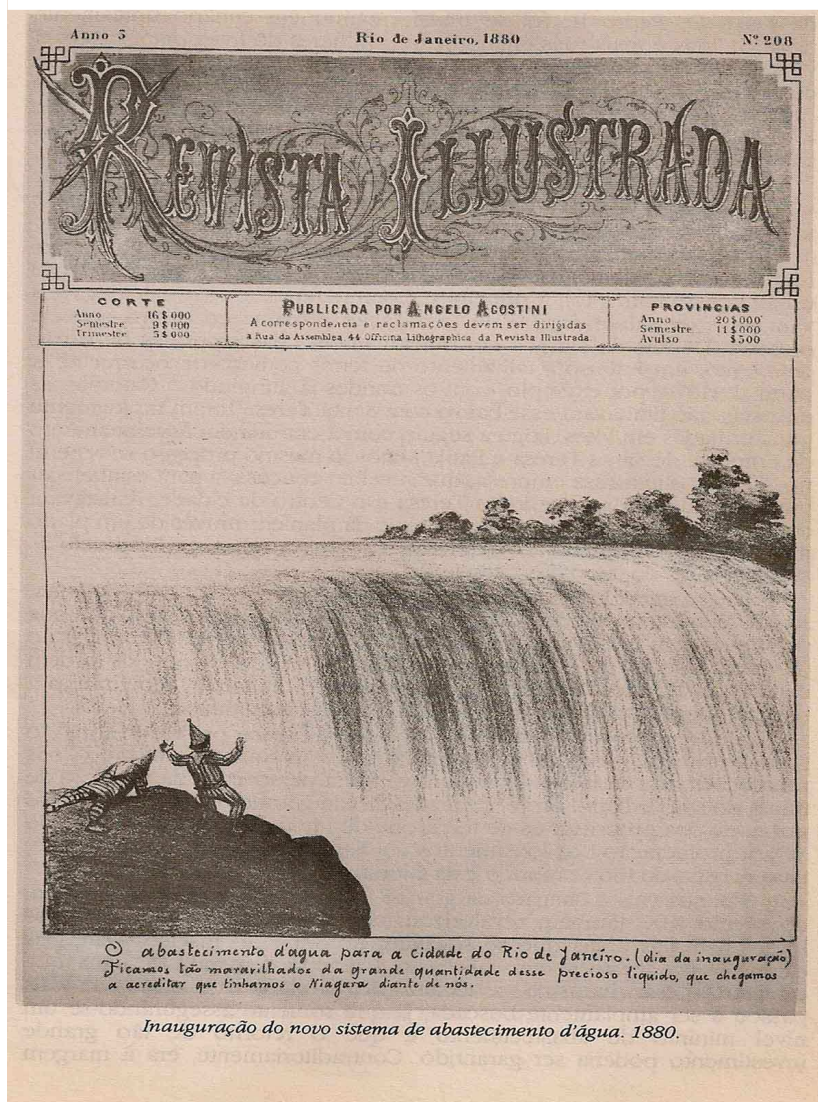 Anno 5 Rio de Janeiro, 1880 Nº 208
REVISTA ILLUSTRADA
CORTE
Anno 16$000
Semestre 9$000
Trimestre 5$000
PUBLICADA POR ANGELO AGOSTINI
A correspondencia e reclamações devem ser dirigidas
à Rua da Assemblea, 44 Officina Lithographica da Revista Illustrada
PROVINCIAS
Anno 20$000
Semestre 11$000
Avulso $500
O abastecimento d'agua para a cidade do Rio de Janeiro. (dia da inauguração)
Ficamos tão maravilhados da grande quantidade desse precioso liquido, que chegamos
a acreditar que tinhamos o Niagara diante de nós.
Inauguração do novo sistema de abastecimento d'água. 1880.